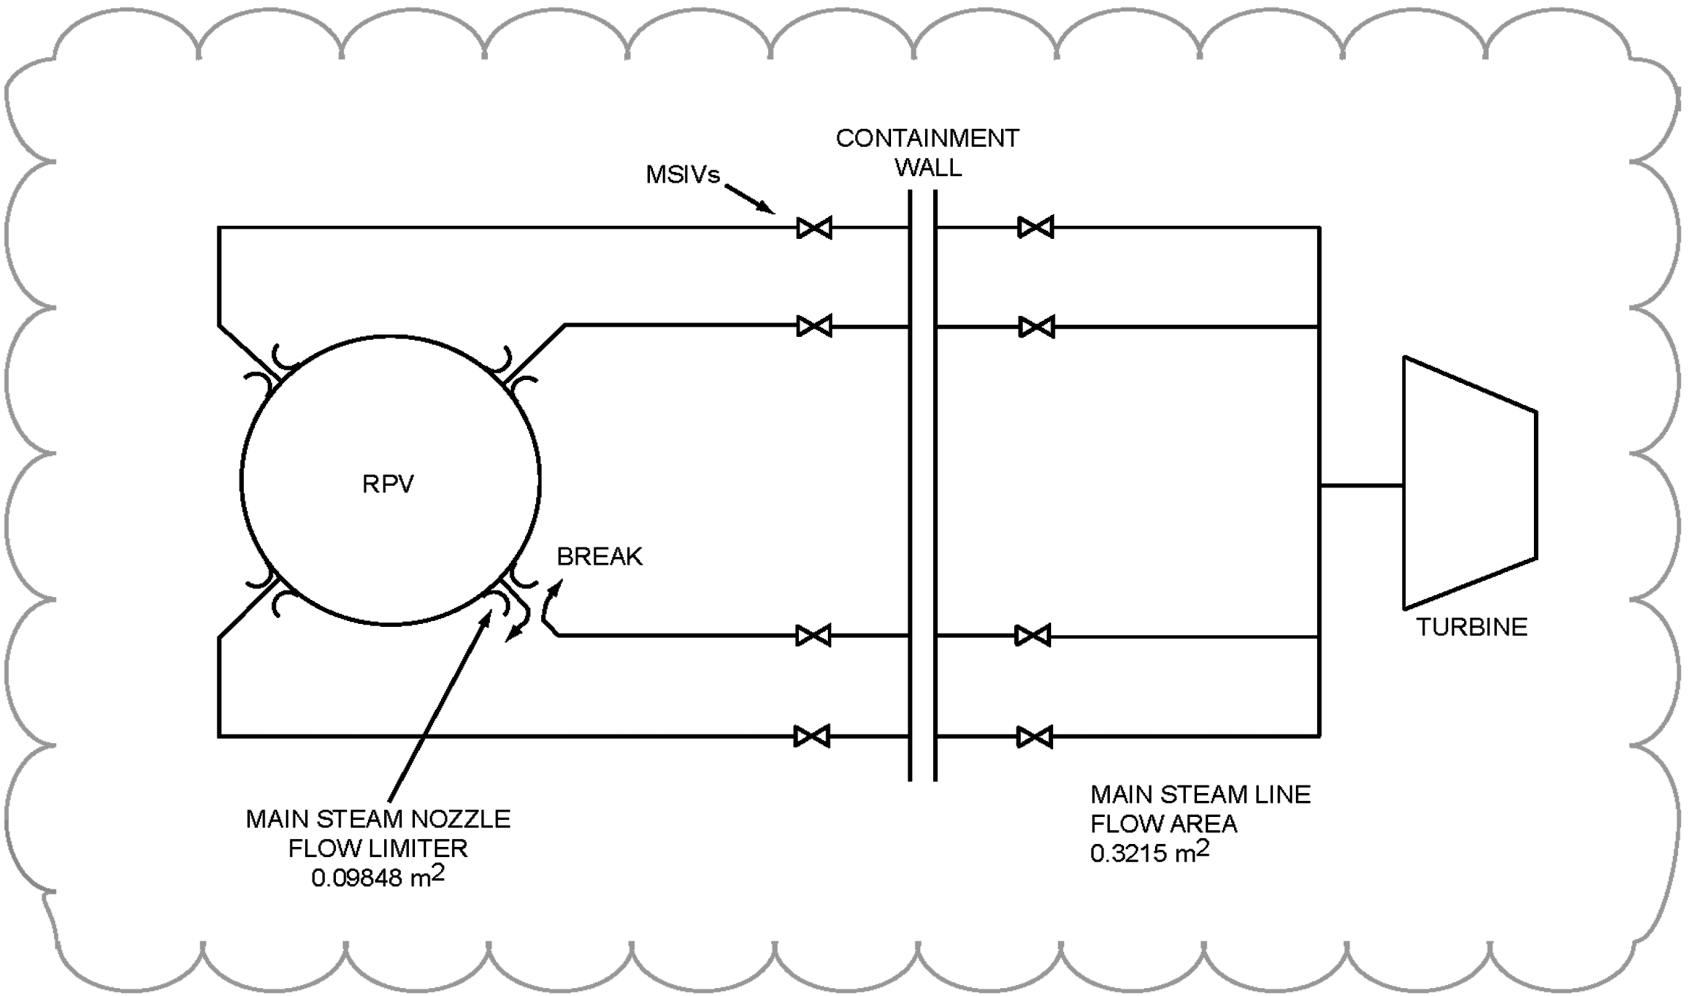 CONTAINMENT
WALL
MSIVs
RPV
BREAK
TURBINE
MAIN STEAM NOZZLE
FLOW LIMITER
0.09848 m2
MAIN STEAM LINE
FLOW AREA
0.3215 m2